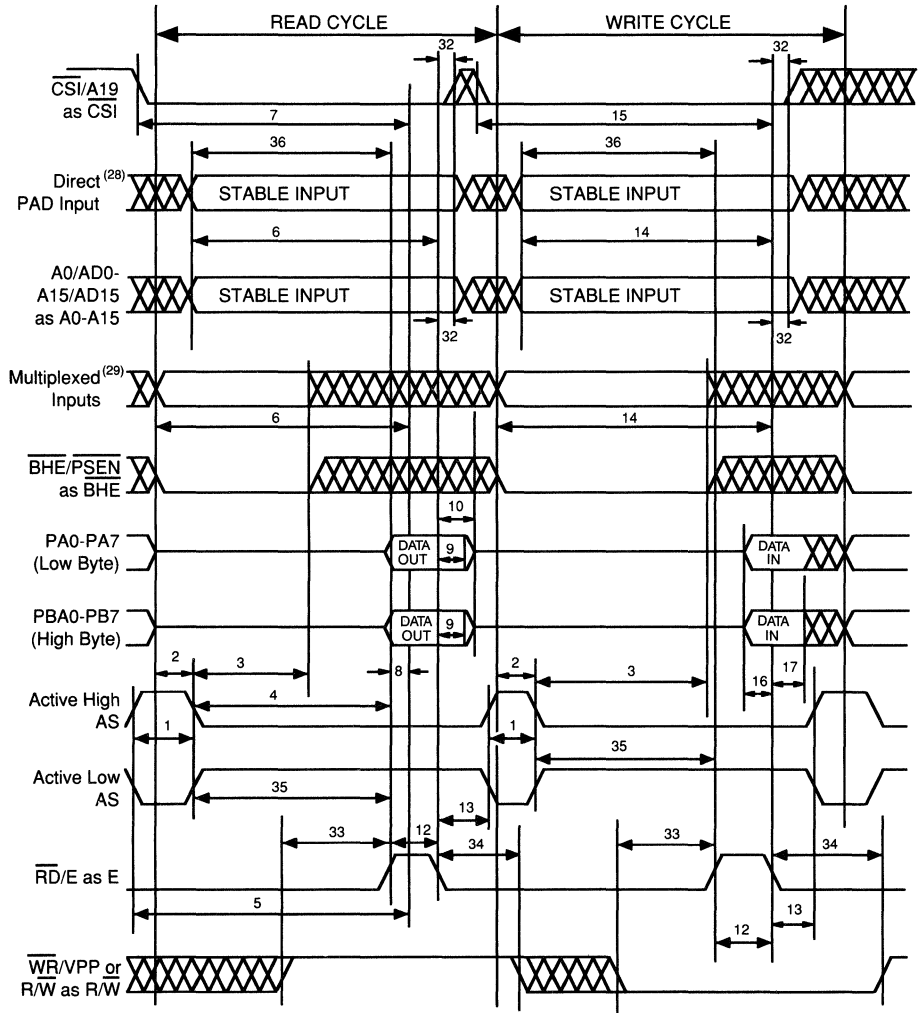 READ CYCLE
WRITE CYCLE
32
32
CSI/A19
as CSI
7
15
36
36
Direct (28)
PAD Input
STABLE INPUT
STABLE INPUT
6
14
A0/AD0-
A15/AD15
as A0-A15
STABLE INPUT
STABLE INPUT
32
32
Multiplexed (29)
Inputs
6
14
BHE/PSEN
as BHE
10
PA0-PA7
(Low Byte)
DATA
OUT
9
DATA
IN
PBA0-PB7
(High Byte)
DATA
OUT
9
DATA
IN
2
3
8
2
3
16
17
Active High
AS
4
1
1
35
Active Low
AS
35
13
33
12
34
33
34
RD/E as E
5
13
12
WR/VPP or
R/W as R/W